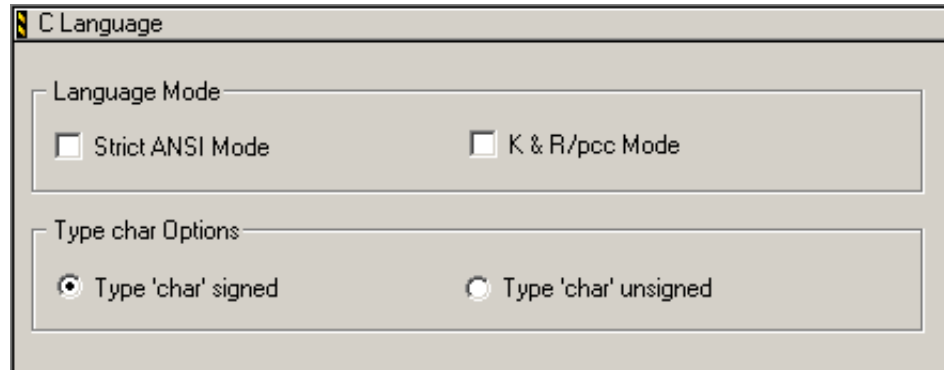 C Language
Language Mode
Strict ANSI Mode K & R/pcc Mode
Type char Options
Type 'char' signed Type 'char' unsigned